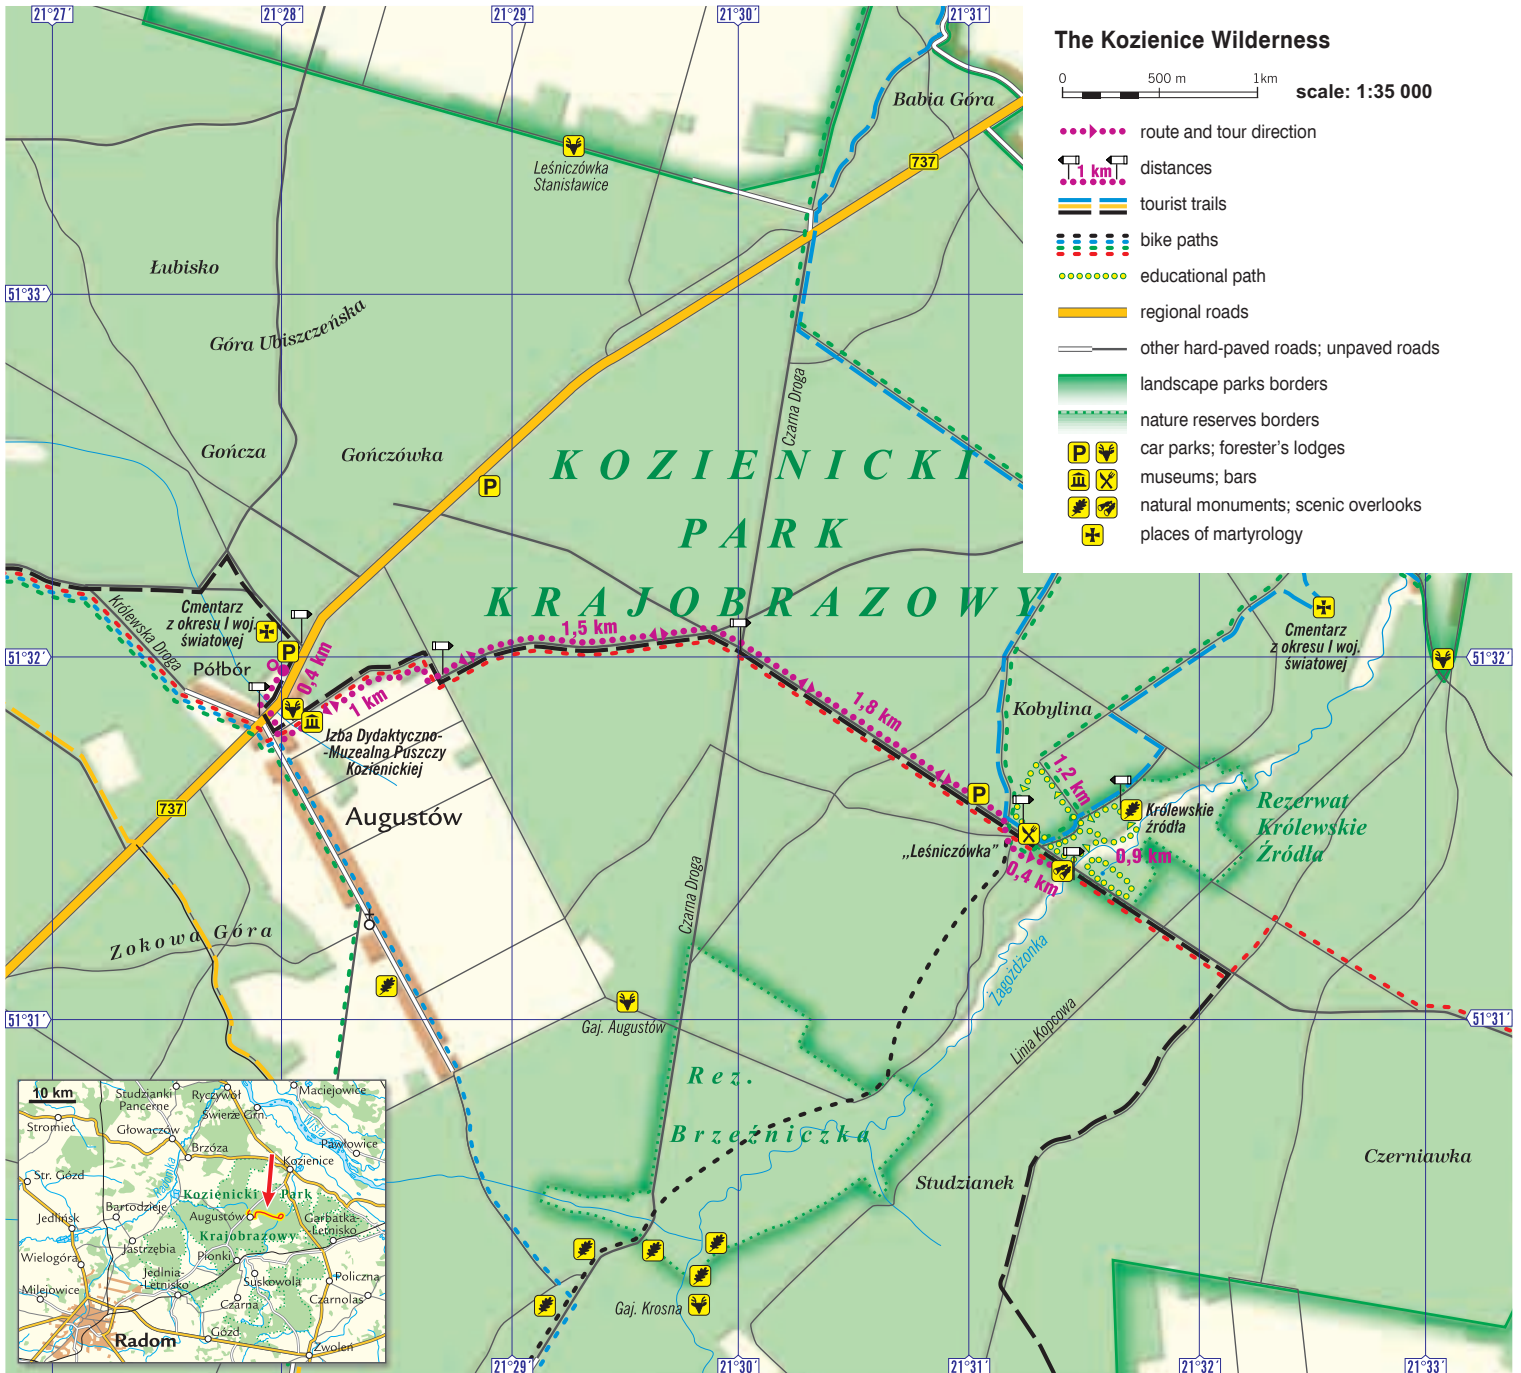 21°27′
21°28′
21°29′
21°30′
21°31′
The Kozienice Wilderness
0
500 m
1km
scale: 1:35 000
route and tour direction
1 km
distances
tourist trails
bike paths
educational path
regional roads
other hard-paved roads; unpaved roads
landscape parks borders
nature reserves borders
P
car parks; forester's lodges
museums; bars
natural monuments; scenic overlooks
places of martyrology
Babia Góra
737
Leśniczówka
Stanisławice
Łubisko
51°33′
Góra Ubiszczeńska
Czarna Droga
Gończa
Gończówka
P
KOZIENICKI
PARK
KRAJOBRAZOWY
Królewska Droga
Cmentarz
z okresu I woj.
światowej
P
Półbór
0,4 km
1 km
1,5 km
51°32′
51°32′
Cmentarz
z okresu I woj.
światowej
Izba Dydaktyczno-
-Muzealna Puszczy
Kozienickiej
1,8 km
Kobylina
1,2 km
P
737
Augustów
Królewskie
źródła
Rezerwat
Królewskie
Źródła
„Leśniczówka”
0,9 km
0,4 km
Czarna Droga
Zokowa Góra
Zagożdżonka
Linia Kopcowa
51°31′
51°31′
Gaj. Augustów
Rez.
Brzeźniczka
Studzianek
Czerniawka
Gaj. Krosna
10 km
Studzianki
Pancerne
Ryczywół
Maciejowice
Świerże Grn.
Stromiec
Głowaczów
Wisła
Pawłowice
Brzóza
Kozienice
Str. Gózd
Radomka
Kozienicki Park
Bartodzieje
Jedlińsk
Augustów
Garbatka-
-Letnisko
Krajobrazowy
Jastrzębia
Wielogóra
Pionki
Jedlnia
-Letnisko
Suskowola
Policzna
Milejowice
Czarna
Czarnolas
Radom
Gózd
Zwoleń
21°29′
21°30′
21°31′
21°32′
21°33′